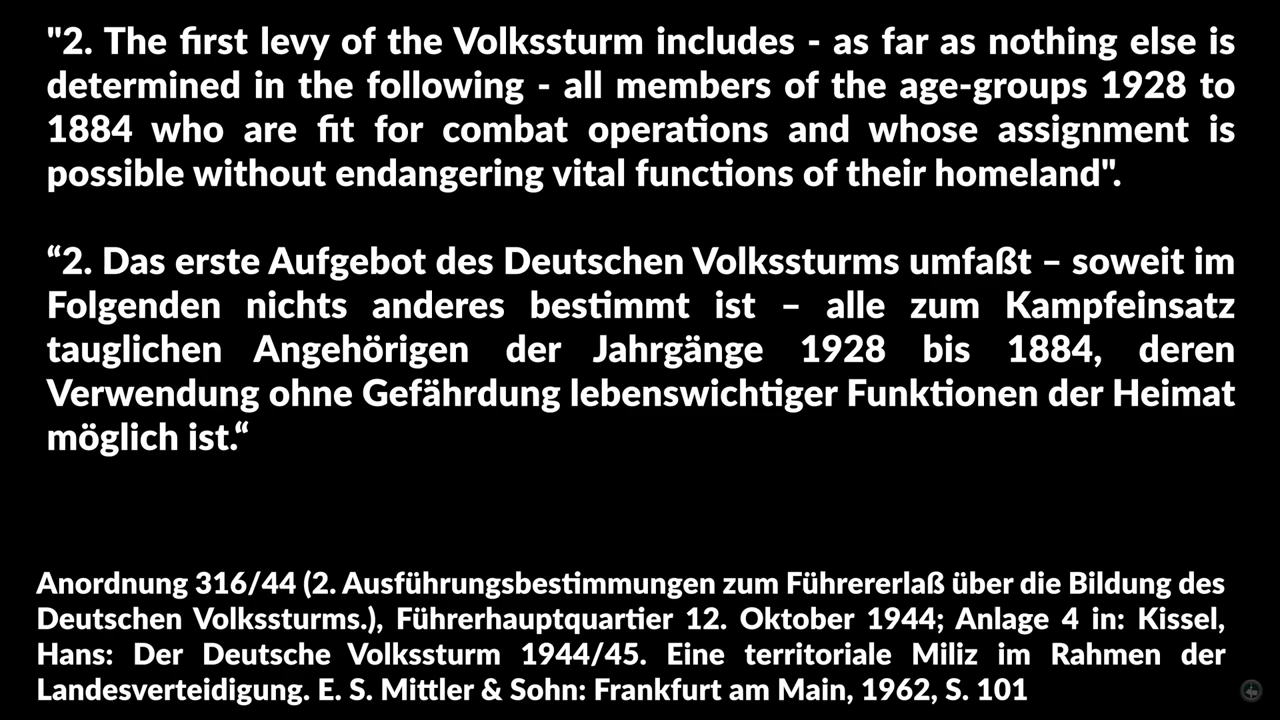 "2. The first levy of the Volkssturm includes - as far as nothing else is
determined in the following - all members of the age-groups 1928 to
1884 who are fit for combat operations and whose assignment is
possible without endangering vital functions of their homeland".
“2. Das erste Aufgebot des Deutschen Volkssturms umfaßt – soweit im
Folgenden nichts anderes bestimmt ist – alle zum Kampfeinsatz
tauglichen Angehörigen der Jahrgänge 1928 bis 1884, deren
Verwendung ohne Gefährdung lebenswichtiger Funktionen der Heimat
möglich ist.“
Anordnung 316/44 (2. Ausführungsbestimmungen zum Führererlaß über die Bildung des
Deutschen Volkssturms.), Führerhauptquartier 12. Oktober 1944; Anlage 4 in: Kissel,
Hans: Der Deutsche Volkssturm 1944/45. Eine territoriale Miliz im Rahmen der
Landesverteidigung. E. S. Mittler & Sohn: Frankfurt am Main, 1962, S. 101